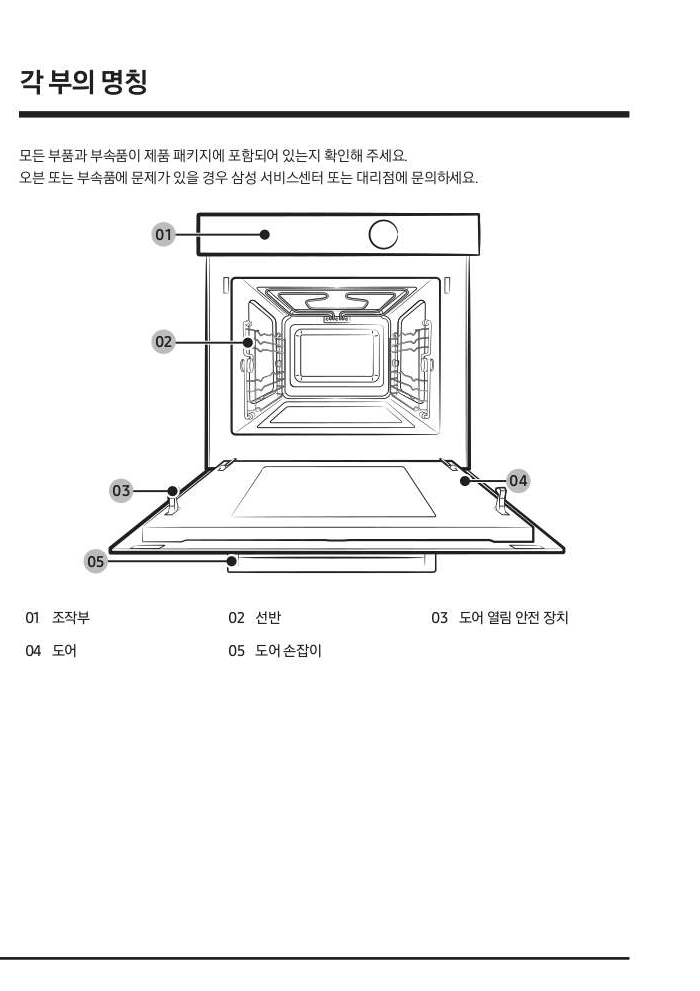 각 부의 명칭
모든 부품과 부속품이 제품 패키지에 포함되어 있는지 확인해 주세요.
오븐 또는 부속품에 문제가 있을 경우 삼성 서비스센터 또는 대리점에 문의하세요.
01
02
03
04
05
01 조작부 02 선반 03 도어 열림 안전 장치
04 도어 05 도어 손잡이